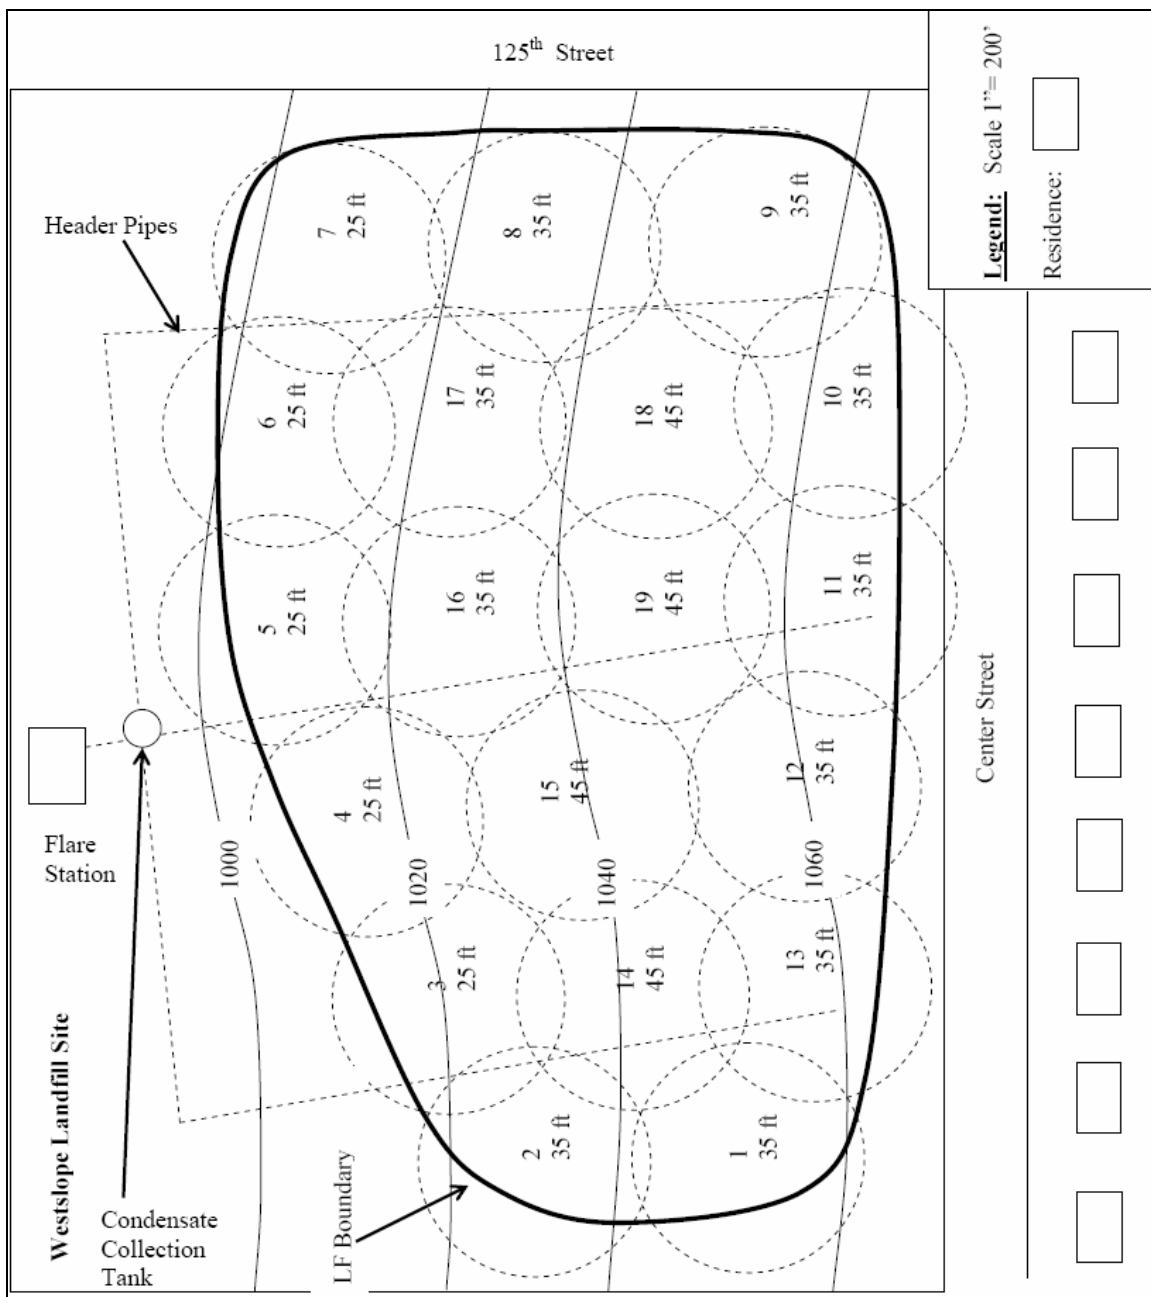 125th Street
Legend: Scale 1”= 200’
Residence:
Header Pipes
7
25 ft
8
35 ft
9
35 ft
6
25 ft
17
35 ft
18
45 ft
10
35 ft
5
25 ft
16
35 ft
19
45 ft
11
35 ft
Center Street
4
25 ft
15
45 ft
12
35 ft
Flare
Station
1000
1020
1040
1060
3
25 ft
14
45 ft
13
35 ft
Westslope Landfill Site
2
35 ft
1
35 ft
LF Boundary
Condensate
Collection
Tank